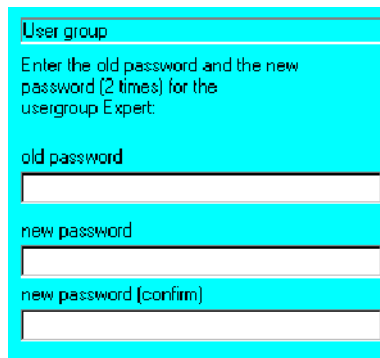 User group
Enter the old password and the new
password (2 times) for the
usergroup Expert:
old password
new password
new password (confirm)